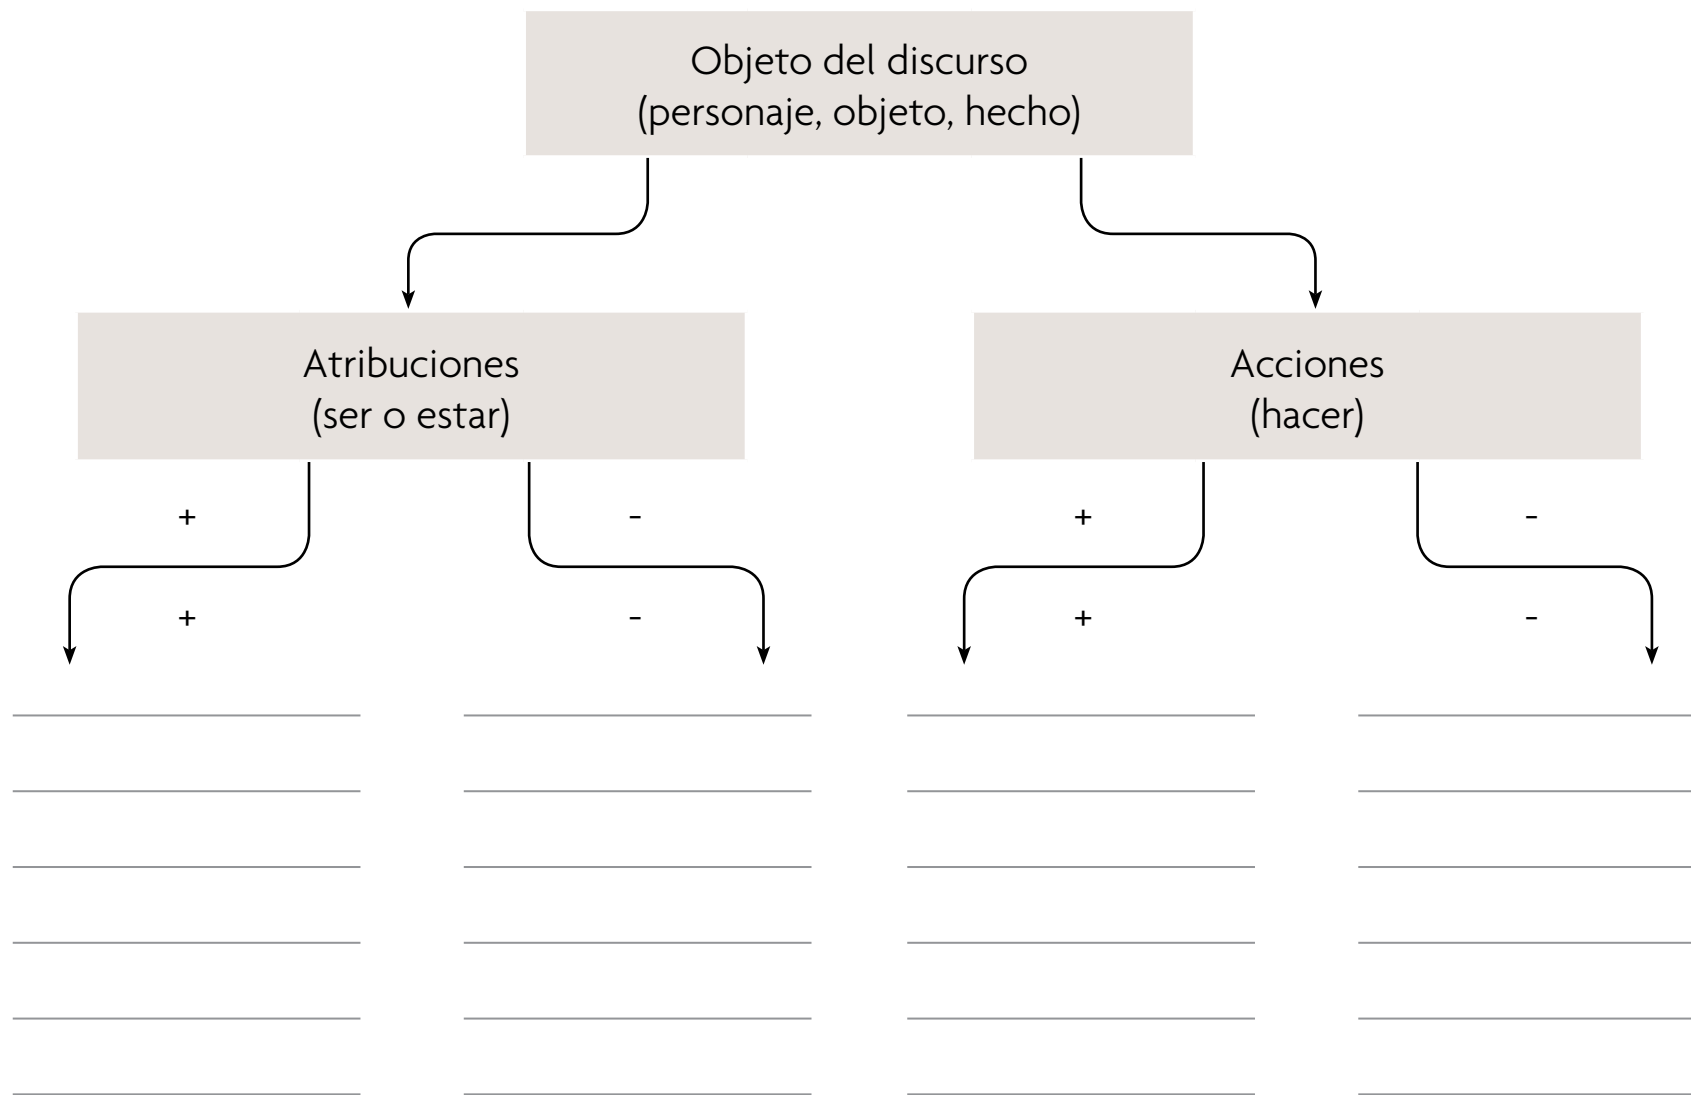 Objeto del discurso
(personaje, objeto, hecho)
Atribuciones
(ser o estar)
Acciones
(hacer)
+ - + -
+ - + -